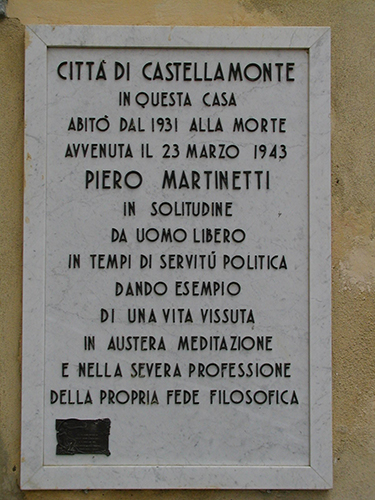 CITTÀ DI CASTELLAMONTE
IN QUESTA CASA
ABITÒ DAL 1931 ALLA MORTE
AVVENUTA IL 23 MARZO 1943
PIERO MARTINETTI
IN SOLITUDINE
DA UOMO LIBERO
IN TEMPI DI SERVITÚ POLITICA
DANDO ESEMPIO
DI UNA VITA VISSUTA
IN AUSTERA MEDITAZIONE
E NELLA SEVERA PROFESSIONE
DELLA PROPRIA FEDE FILOSOFICA